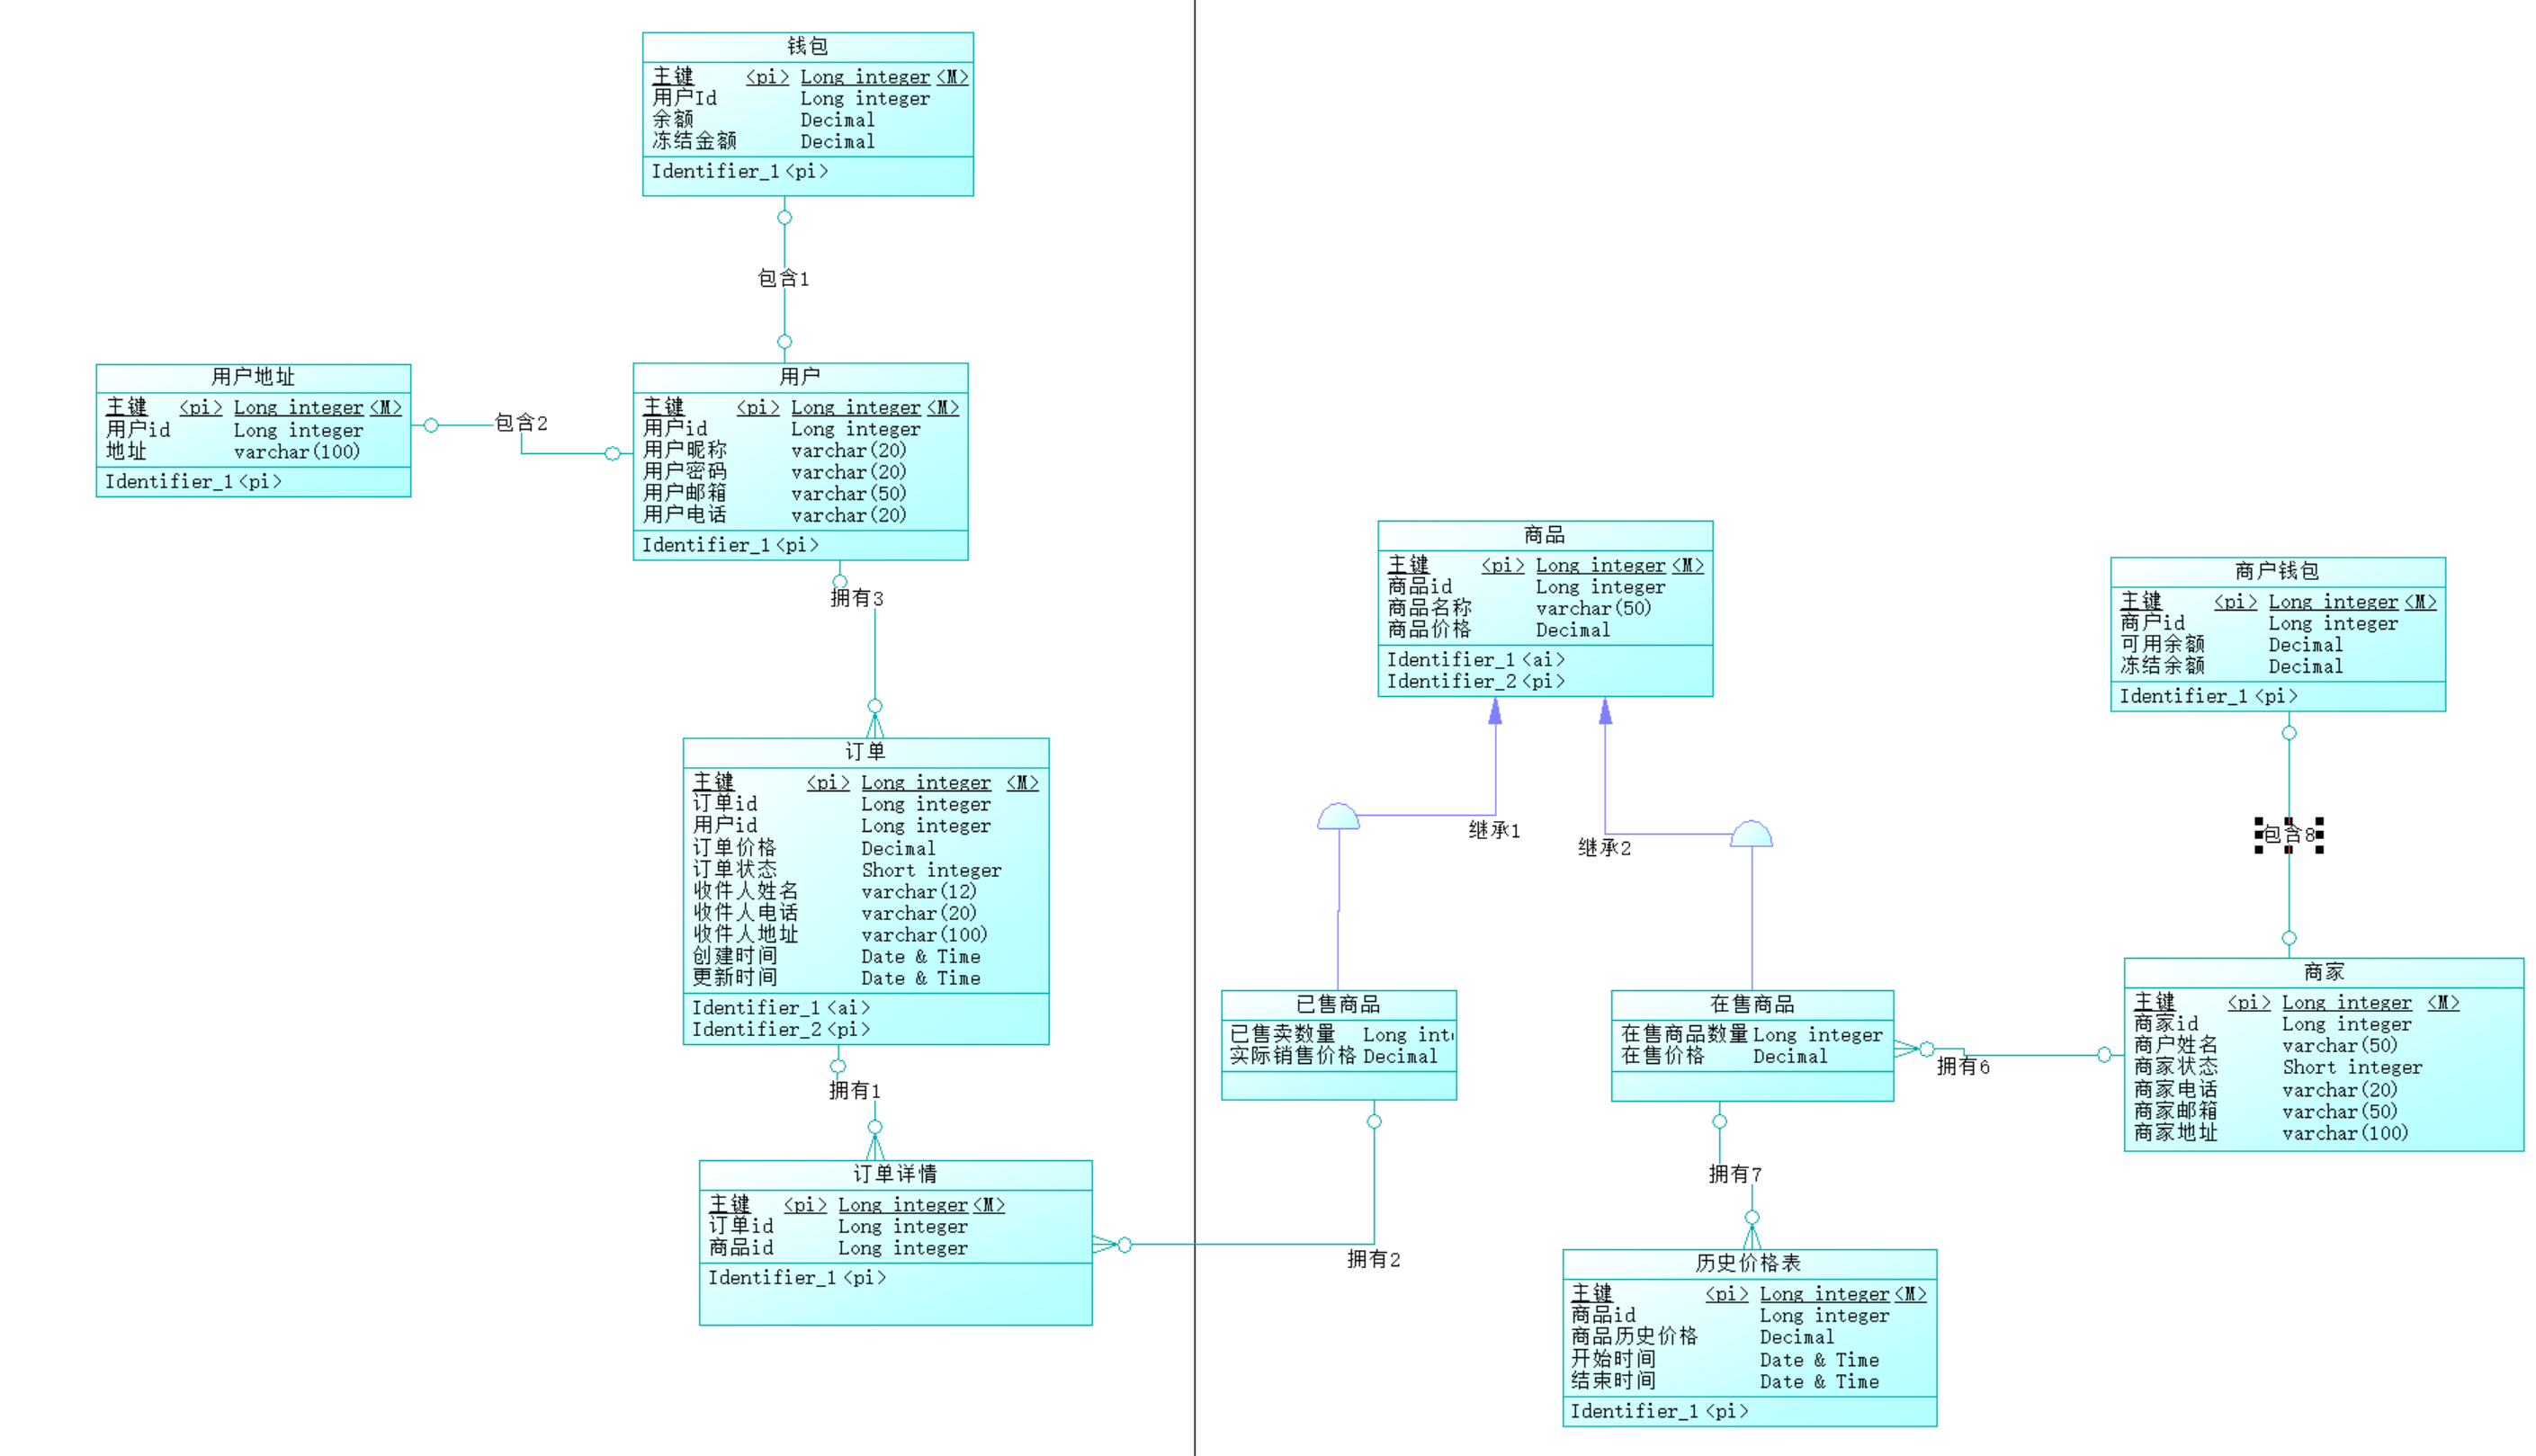 钱包
主键 <pi> Long integer <M>
用户Id Long integer
余额 Decimal
冻结金额 Decimal
Identifier_1 <pi>
包含1
用户地址
主键 <pi> Long integer <M>
用户id Long integer
地址 varchar(100)
Identifier_1 <pi>
包含2
用户
主键 <pi> Long integer <M>
用户id Long integer
用户昵称 varchar(20)
用户密码 varchar(20)
用户邮箱 varchar(50)
用户电话 varchar(20)
Identifier_1 <pi>
拥有3
订单
主键 <pi> Long integer <M>
订单id Long integer
用户id Long integer
订单价格 Decimal
订单状态 Short integer
收件人姓名 varchar(12)
收件人电话 varchar(20)
收件人地址 varchar(100)
创建时间 Date & Time
更新时间 Date & Time
Identifier_1 <ai>
Identifier_2 <pi>
拥有1
订单详情
主键 <pi> Long integer <M>
订单id Long integer
商品id Long integer
Identifier_1 <pi>
拥有2
商品
主键 <pi> Long integer <M>
商品id Long integer
商品名称 varchar(50)
商品价格 Decimal
Identifier_1 <ai>
Identifier_2 <pi>
继承1
继承2
已售商品
已售卖数量 Long int
实际销售价格 Decimal
在售商品
在售商品数量 Long integer
在售价格 Decimal
拥有6
拥有7
历史价格表
主键 <pi> Long integer <M>
商品id Long integer
商品历史价格 Decimal
开始时间 Date & Time
结束时间 Date & Time
Identifier_1 <pi>
商户钱包
主键 <pi> Long integer <M>
商户id Long integer
可用余额 Decimal
冻结余额 Decimal
Identifier_1 <pi>
包含8
商家
主键 <pi> Long integer <M>
商家id Long integer
商户姓名 varchar(50)
商家状态 Short integer
商家电话 varchar(20)
商家邮箱 varchar(50)
商家地址 varchar(100)